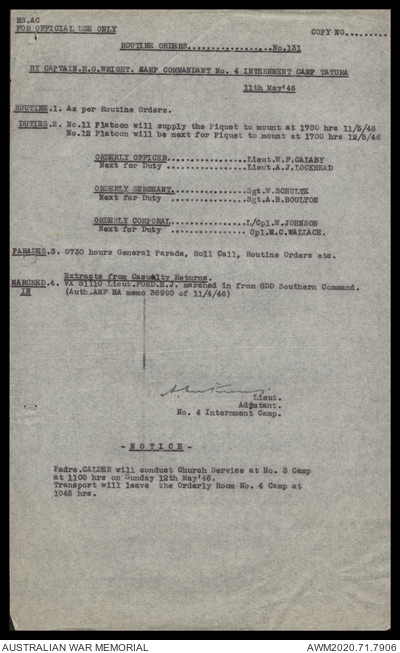 RS.AC
FOR OFFICIAL USE ONLY
COPY NO.........
ROUTINE ORDERS.................No.131
BY CAPTAIN.R.G.WRIGHT. CAMP COMMANDANT No. 4 INTERNMENT CAMP TATURA
11th May'46
ROUTINE.1. As per Routine Orders.
DUTIES.2. No.11 Platoon will supply the Piquet to mount at 1700 hrs 11/5/46
No.12 Platoon will be next for Piquet to mount at 1700 hrs 12/5/46
ORDERLY OFFICER................Lieut.W.F.CALABY
Next for Duty ................Lieut.A.J.LOCKHEAD
ORDERLY SERGEANT................Sgt.W.SCHULTZ
Next for Duty ................Sgt.A.B.BOULTON
ORDERLY CORPORAL................L/Cpl.W.JOHNSON
Next for Duty ................ Cpl.M.C.WALLACE.
PARADES.3. 0730 hours General Parade, Roll Call, Routine Orders etc.
Extracts from Casualty Returns.
MARCHED.4. VX 81110 Lieut.FORD.H.J. marched in from GDD Southern Command.
IN (Auth.AMF HA memo 36990 of 11/4/46)
Lieut.
Adjutant.
No. 4 Internment Camp.
- N O T I C E -
Padre.CALDER will conduct Church Service at No. 3 Camp
at 1100 hrs on Sunday 12th May'46.
Transport will leave the Orderly Room No. 4 Camp at
1045 hrs.
AUSTRALIAN WAR MEMORIAL
AWM2020.71.7906